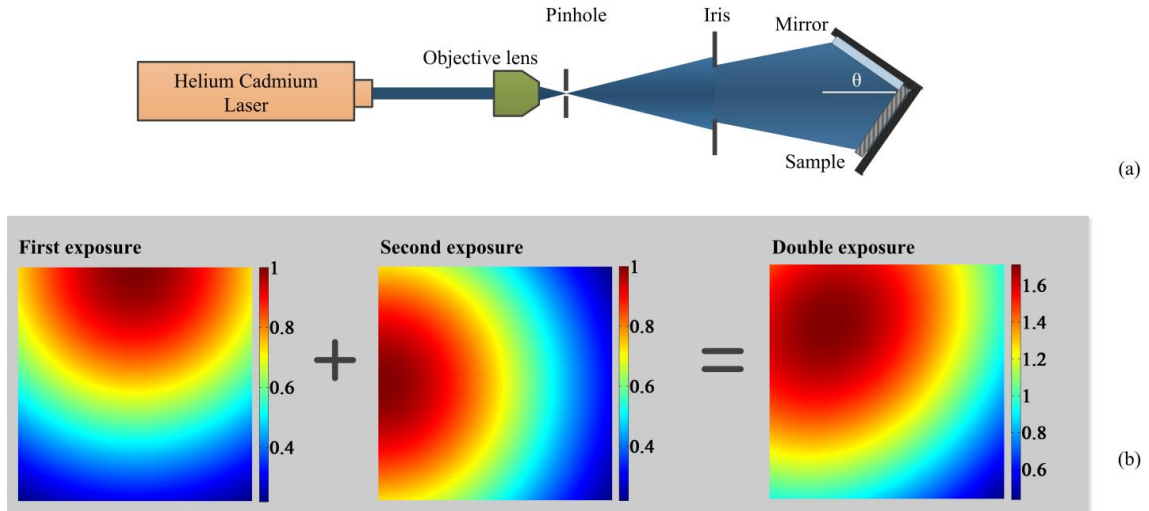 Pinhole
Iris
Mirror
Objective lens
Helium Cadmium
Laser
θ
Sample
(a)
First exposure
Second exposure
Double exposure
1
0.8
0.6
0.4
1
0.8
0.6
0.4
1.6
1.4
1.2
1
0.8
0.6
+
=
(b)